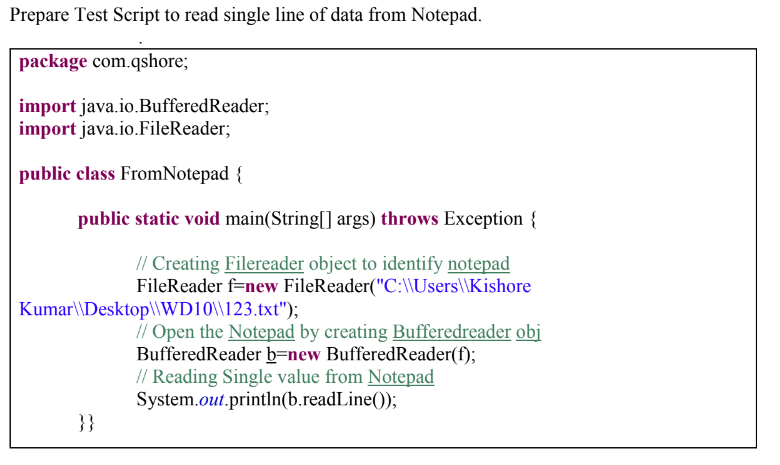 Prepare Test Script to read single line of data from Notepad.
package com.qshore;
import java.io.BufferedReader;
import java.io.FileReader;
public class FromNotepad {
public static void main(String[] args) throws Exception {
// Creating Filereader object to identify notepad
FileReader f=new FileReader("C:\\Users\\Kishore
Kumar\\Desktop\\WD10\\123.txt");
// Open the Notepad by creating Bufferedreader obj
BufferedReader b=new BufferedReader(f);
// Reading Single value from Notepad
System.out.println(b.readLine());
}}